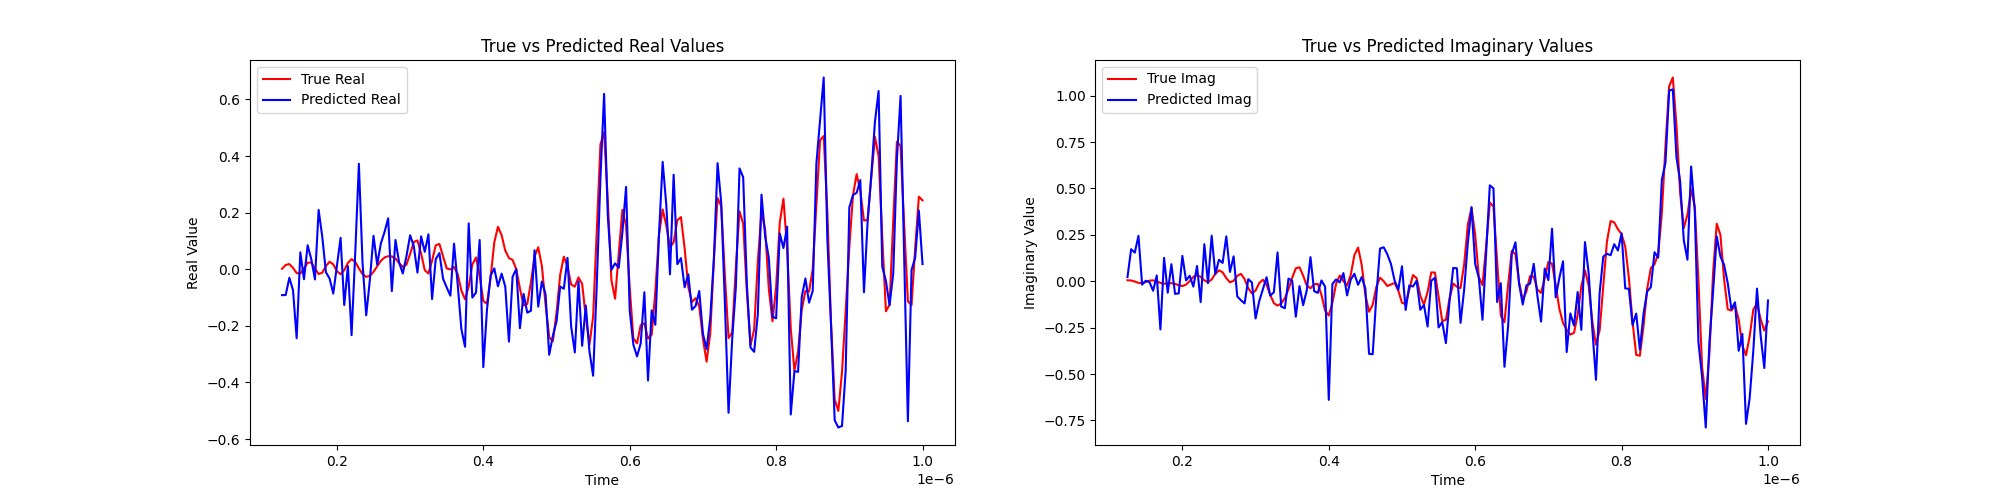 True vs Predicted Real Values
True Real
Predicted Real
Real Value
0.6
0.4
0.2
0.0
−0.2
−0.4
−0.6
0.2
0.4
0.6
0.8
1.0
Time
1e−6
True vs Predicted Imaginary Values
True Imag
Predicted Imag
Imaginary Value
1.00
0.75
0.50
0.25
0.00
−0.25
−0.50
−0.75
0.2
0.4
0.6
0.8
1.0
Time
1e−6